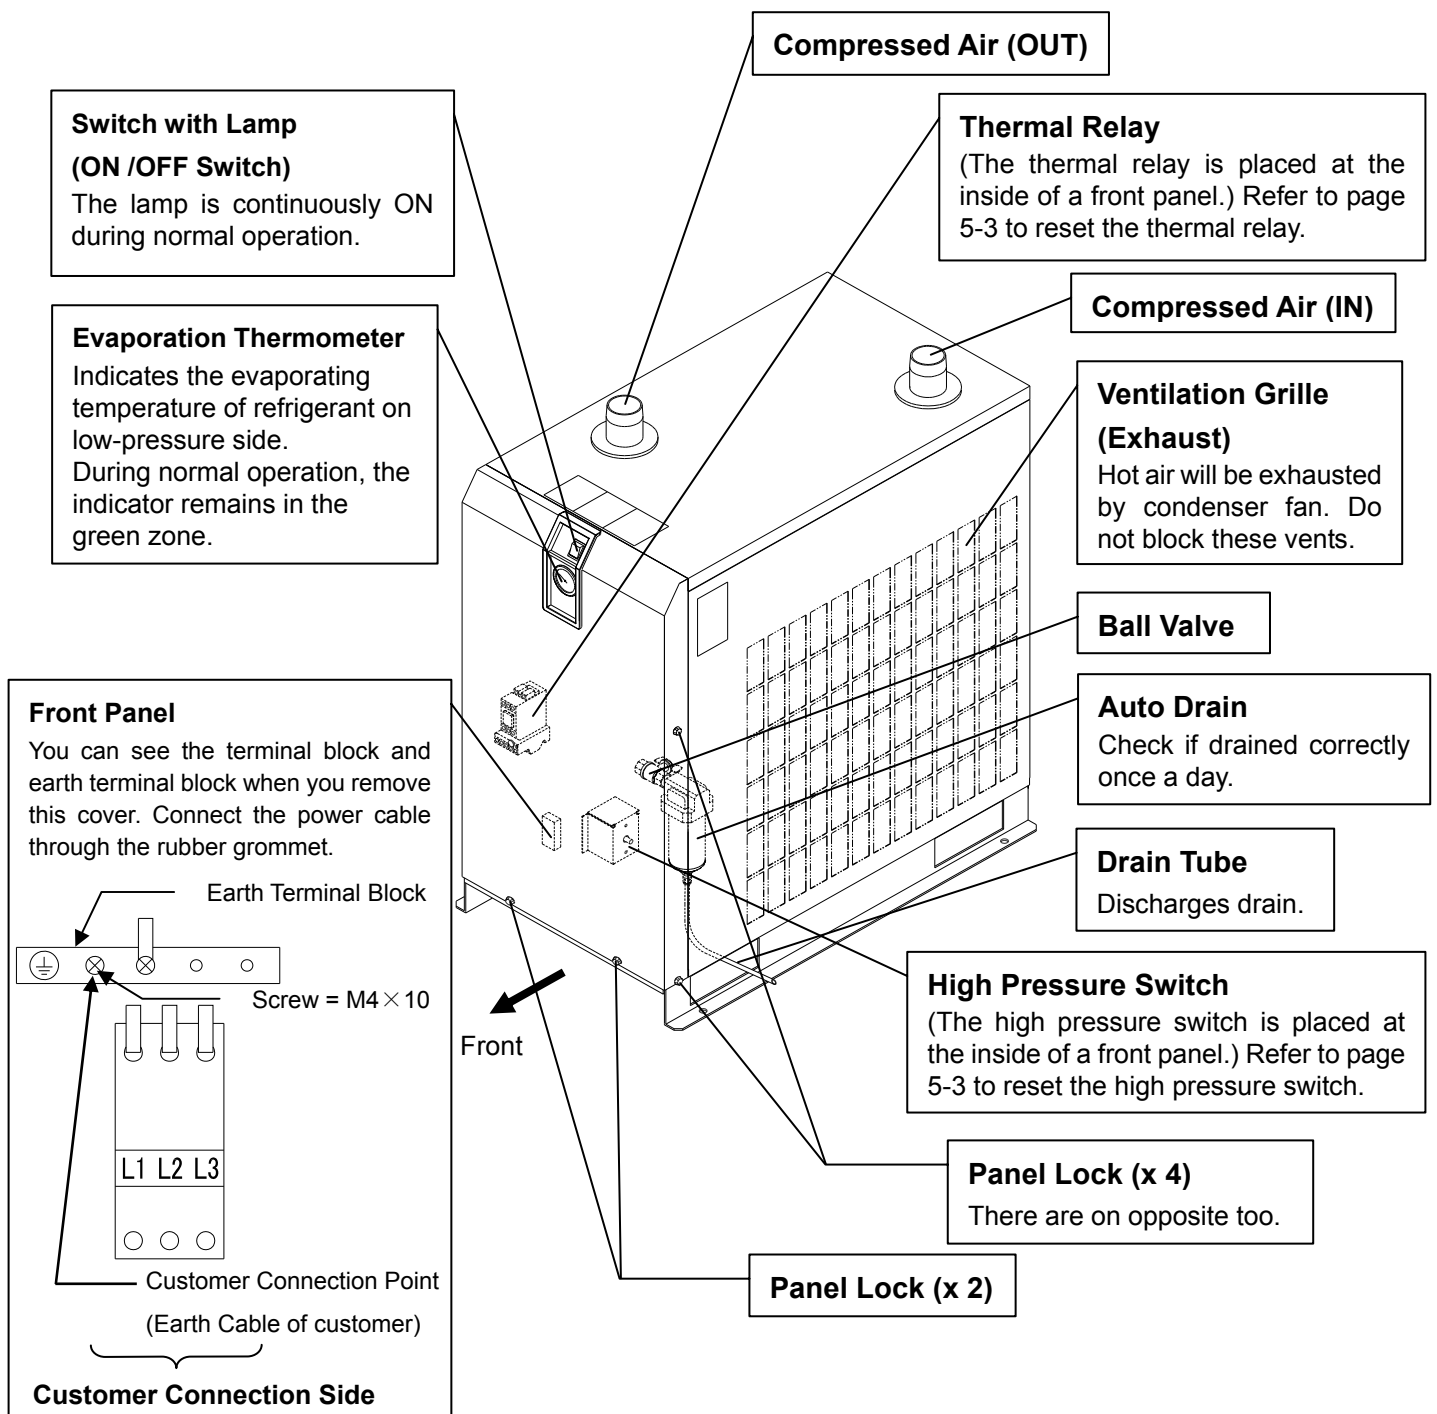 Compressed Air (OUT)
Switch with Lamp
(ON /OFF Switch)
The lamp is continuously ON
during normal operation.
Thermal Relay
(The thermal relay is placed at the
inside of a front panel.) Refer to page
5-3 to reset the thermal relay.
Compressed Air (IN)
Evaporation Thermometer
Indicates the evaporating
temperature of refrigerant on
low-pressure side.
During normal operation, the
indicator remains in the
green zone.
Ventilation Grille
(Exhaust)
Hot air will be exhausted
by condenser fan. Do
not block these vents.
Ball Valve
Auto Drain
Check if drained correctly
once a day.
Drain Tube
Discharges drain.
High Pressure Switch
(The high pressure switch is placed at
the inside of a front panel.) Refer to page
5-3 to reset the high pressure switch.
Panel Lock (x 4)
There are on opposite too.
Panel Lock (x 2)
Front
Front Panel
You can see the terminal block and
earth terminal block when you remove
this cover. Connect the power cable
through the rubber grommet.
Earth Terminal Block
Screw = M4×10
L1 L2 L3
Customer Connection Point
(Earth Cable of customer)
Customer Connection Side